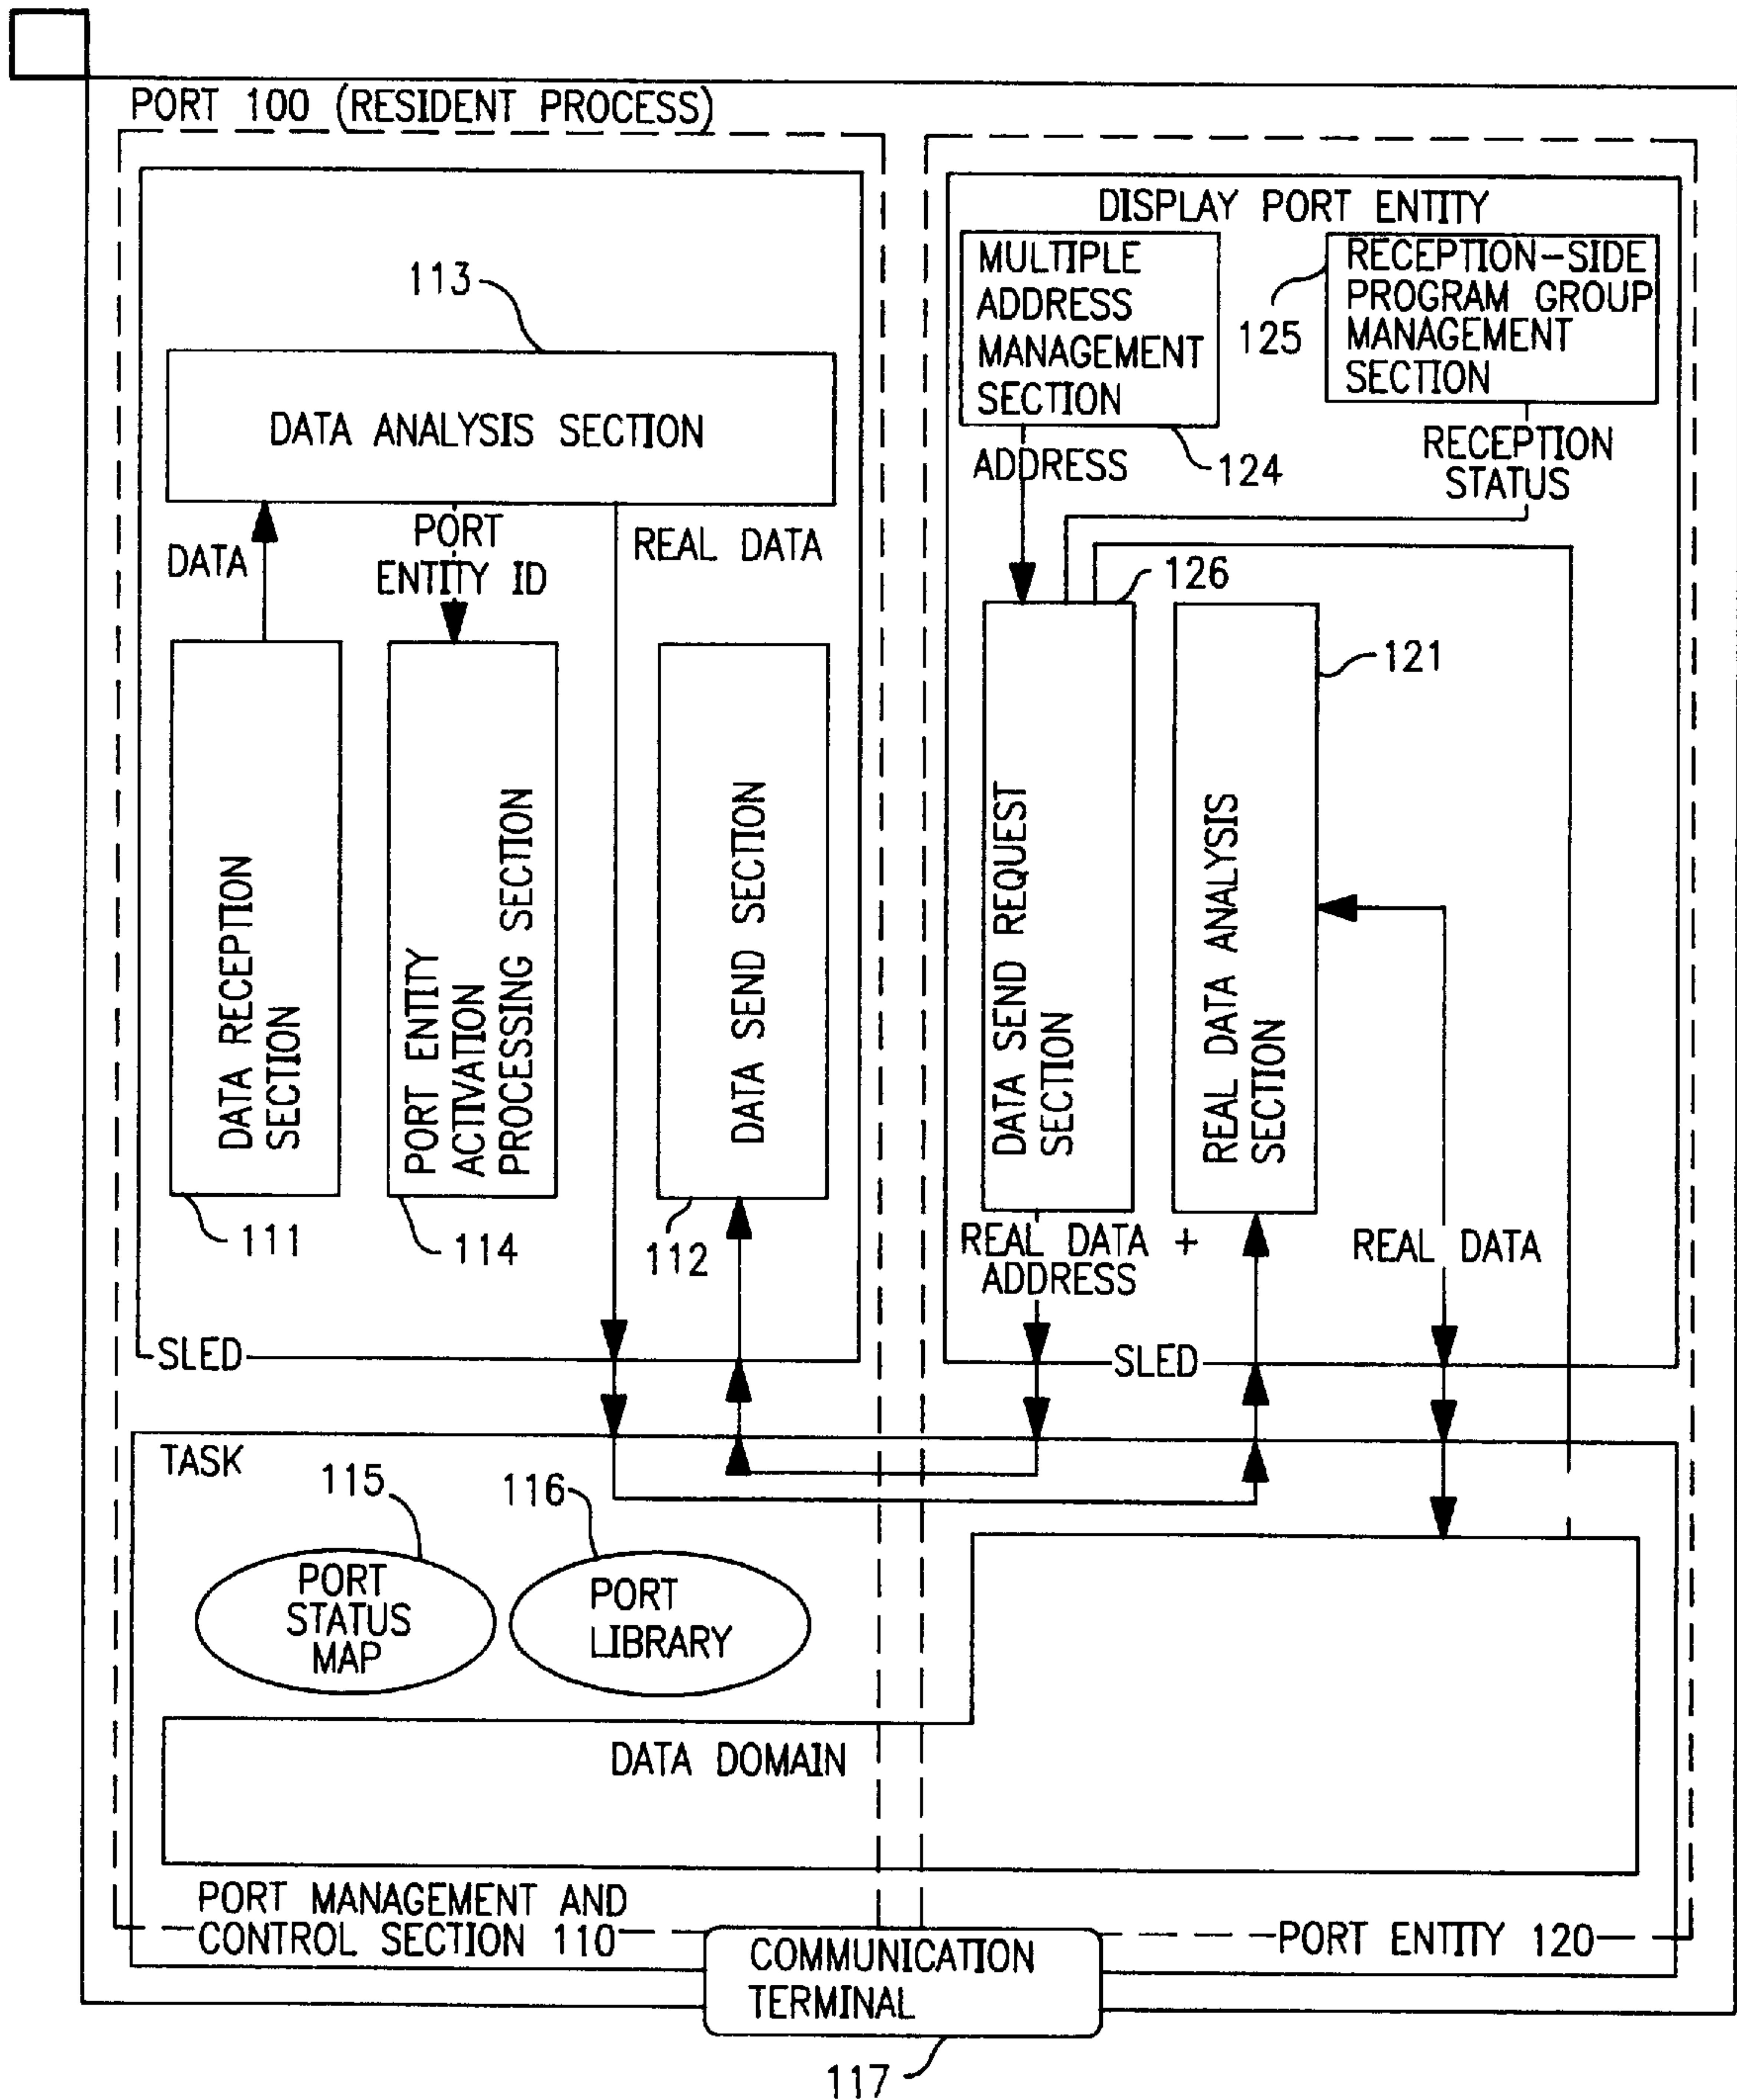 PORT 100 (RESIDENT PROCESS)
113
DATA ANALYSIS SECTION
DATA
PORT
ENTITY ID
REAL DATA
DATA RECEPTION
SECTION
111
PORT ENTITY
ACTIVATION
PROCESSING SECTION
114
DATA SEND SECTION
112
SLED
DISPLAY PORT ENTITY
MULTIPLE
ADDRESS
MANAGEMENT
SECTION
124
125
RECEPTION-SIDE
PROGRAM GROUP
MANAGEMENT
SECTION
ADDRESS
RECEPTION
STATUS
126
121
DATA SEND REQUEST
SECTION
REAL DATA ANALYSIS
SECTION
REAL DATA +
ADDRESS
REAL DATA
SLED
TASK
115
116
PORT
STATUS
MAP
PORT
LIBRARY
DATA DOMAIN
PORT MANAGEMENT AND
CONTROL SECTION 110
PORT ENTITY 120
COMMUNICATION
TERMINAL
117